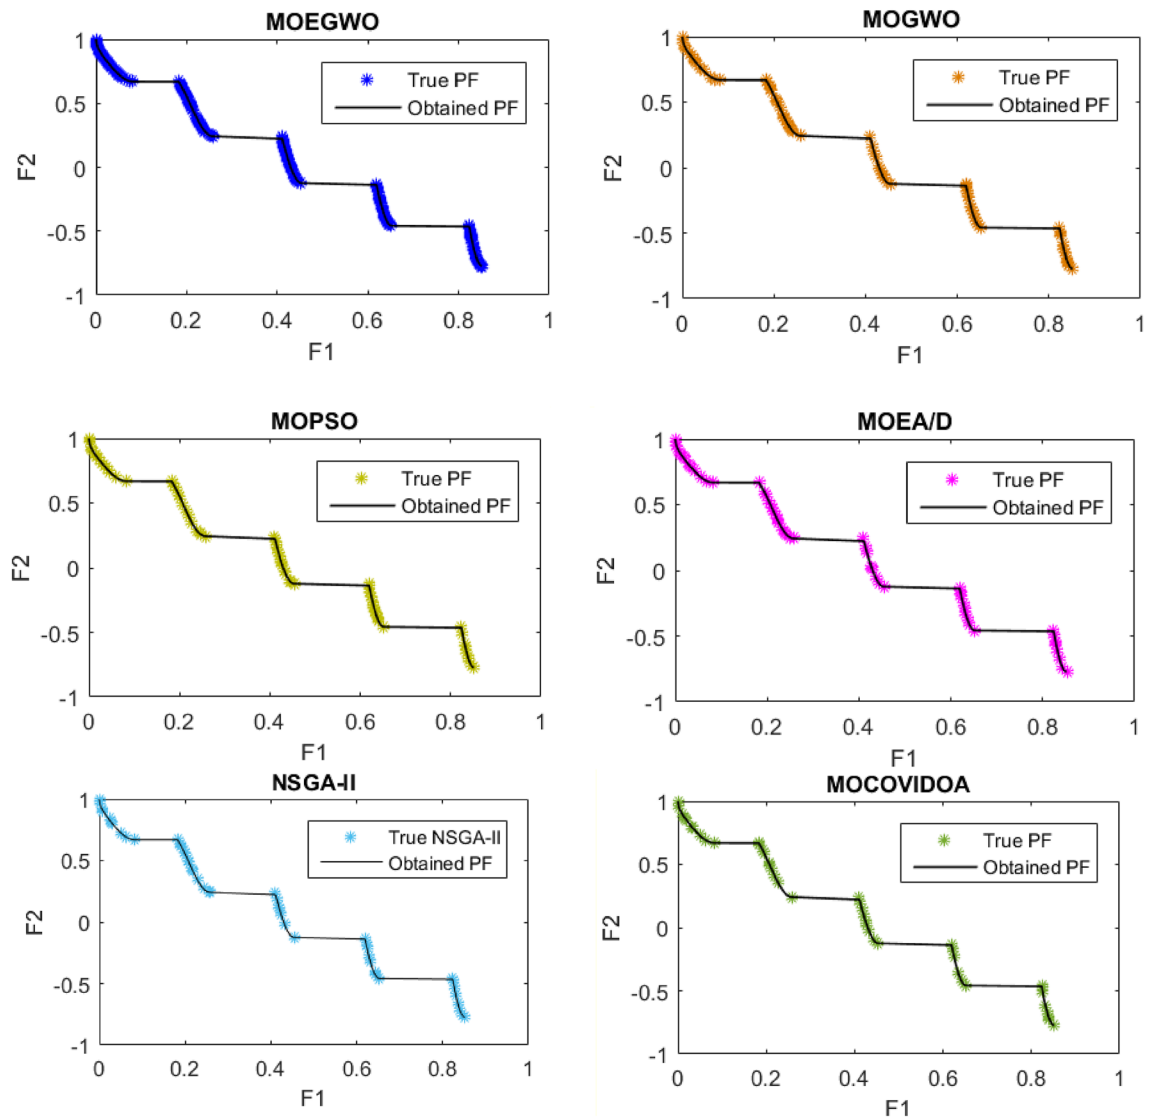 MOEGWO
1
0.5
0
-0.5
-1
F2
True PF
Obtained PF
0 0.2 0.4 0.6 0.8 1
F1
MOGWO
1
0.5
0
-0.5
-1
F2
True PF
Obtained PF
0 0.2 0.4 0.6 0.8 1
F1
MOPSO
1
0.5
0
-0.5
-1
F2
True PF
Obtained PF
0 0.2 0.4 0.6 0.8 1
F1
MOEA/D
1
0.5
0
-0.5
-1
F2
True PF
Obtained PF
0 0.2 0.4 0.6 0.8 1
F1
NSGA-II
1
0.5
0
-0.5
-1
F2
True NSGA-II
Obtained PF
0 0.2 0.4 0.6 0.8 1
F1
MOCOVIDOA
1
0.5
0
-0.5
-1
F2
True PF
Obtained PF
0 0.2 0.4 0.6 0.8 1
F1